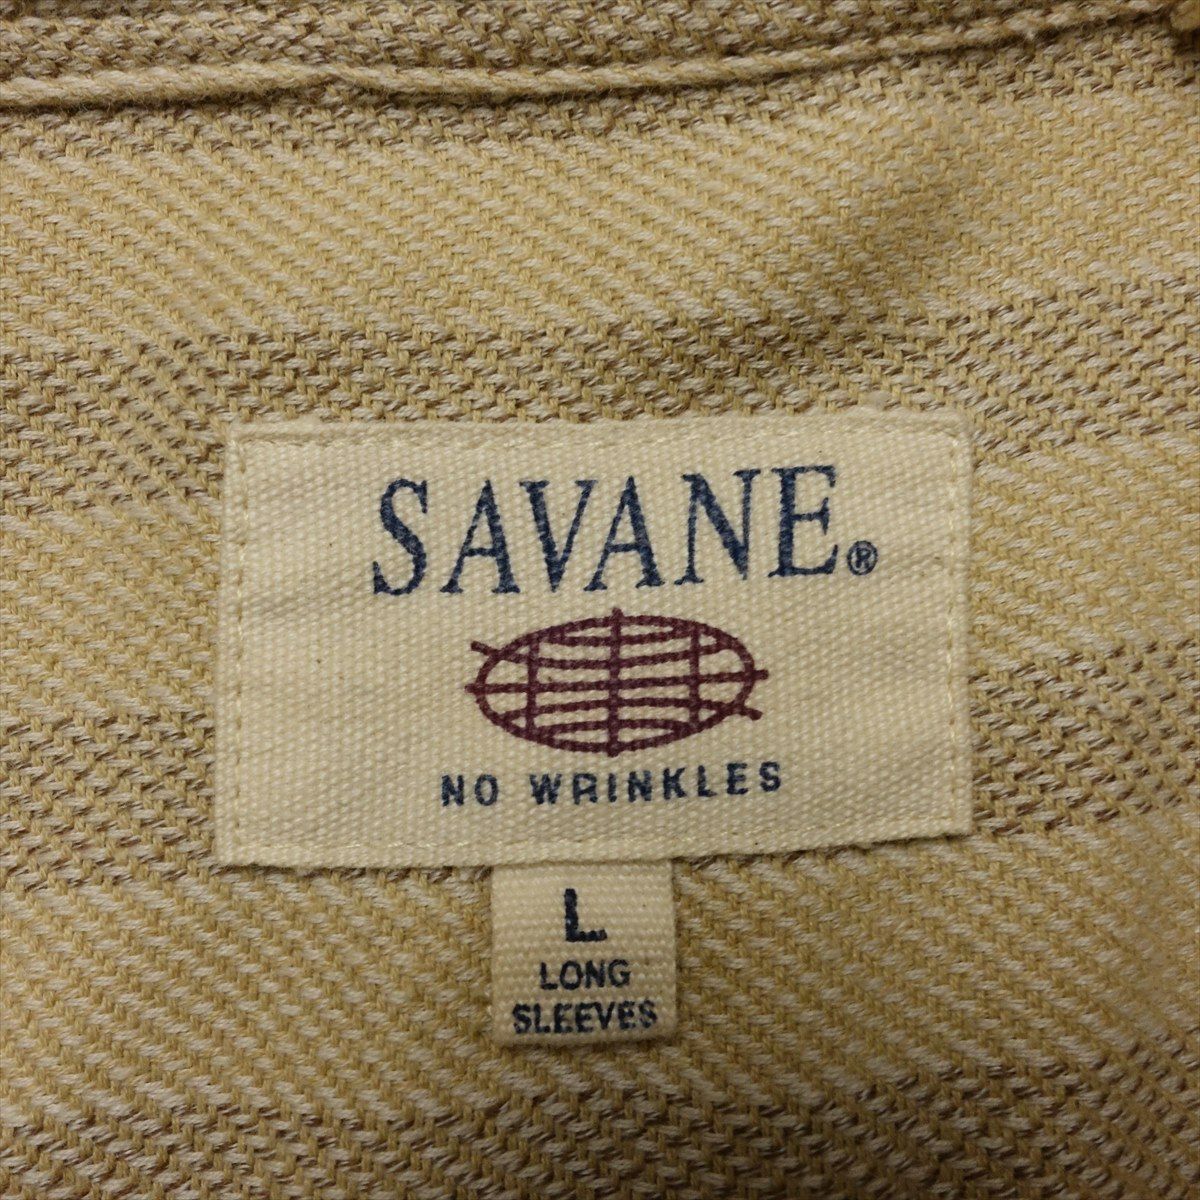 SAVANE®
NO WRINKLES
L
LONG
SLEEVES